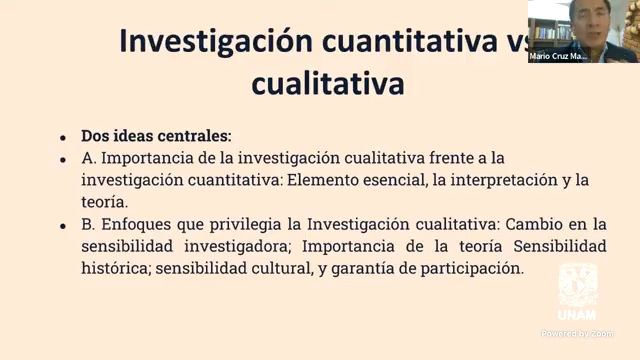 Investigación cuantitativa vs
cualitativa
Mario Cruz Ma...
● Dos ideas centrales:
● A. Importancia de la investigación cualitativa frente a la
investigación cuantitativa: Elemento esencial, la interpretación y la
teoría.
● B. Enfoques que privilegia la Investigación cualitativa: Cambio en la
sensibilidad investigadora; Importancia de la teoría Sensibilidad
histórica; sensibilidad cultural, y garantía de participación.
UNAM
Powered by Zoom